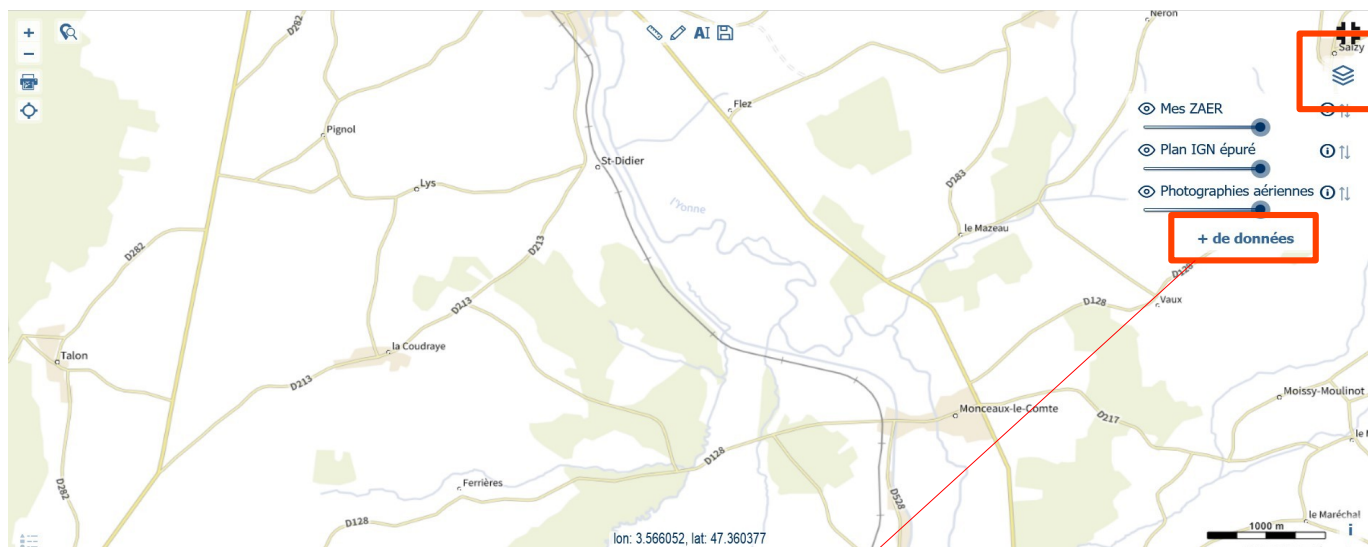 +
−
D282
AI
Néron
Saizy
Mes ZAER
Flez
Pignol
Plan IGN épuré
St-Didier
D183
Lys
Photographies aériennes
l'Yonne
le Mazeau
+ de données
D213
D282
D128
D128
Vaux
D213
la Coudraye
Talon
D213
Moissy-Moulinot
Monceaux-le-Comte
D217
D128
D282
Ferrières
D528
le Maréchal
D128
1000 m
i
lon: 3.566052, lat: 47.360377